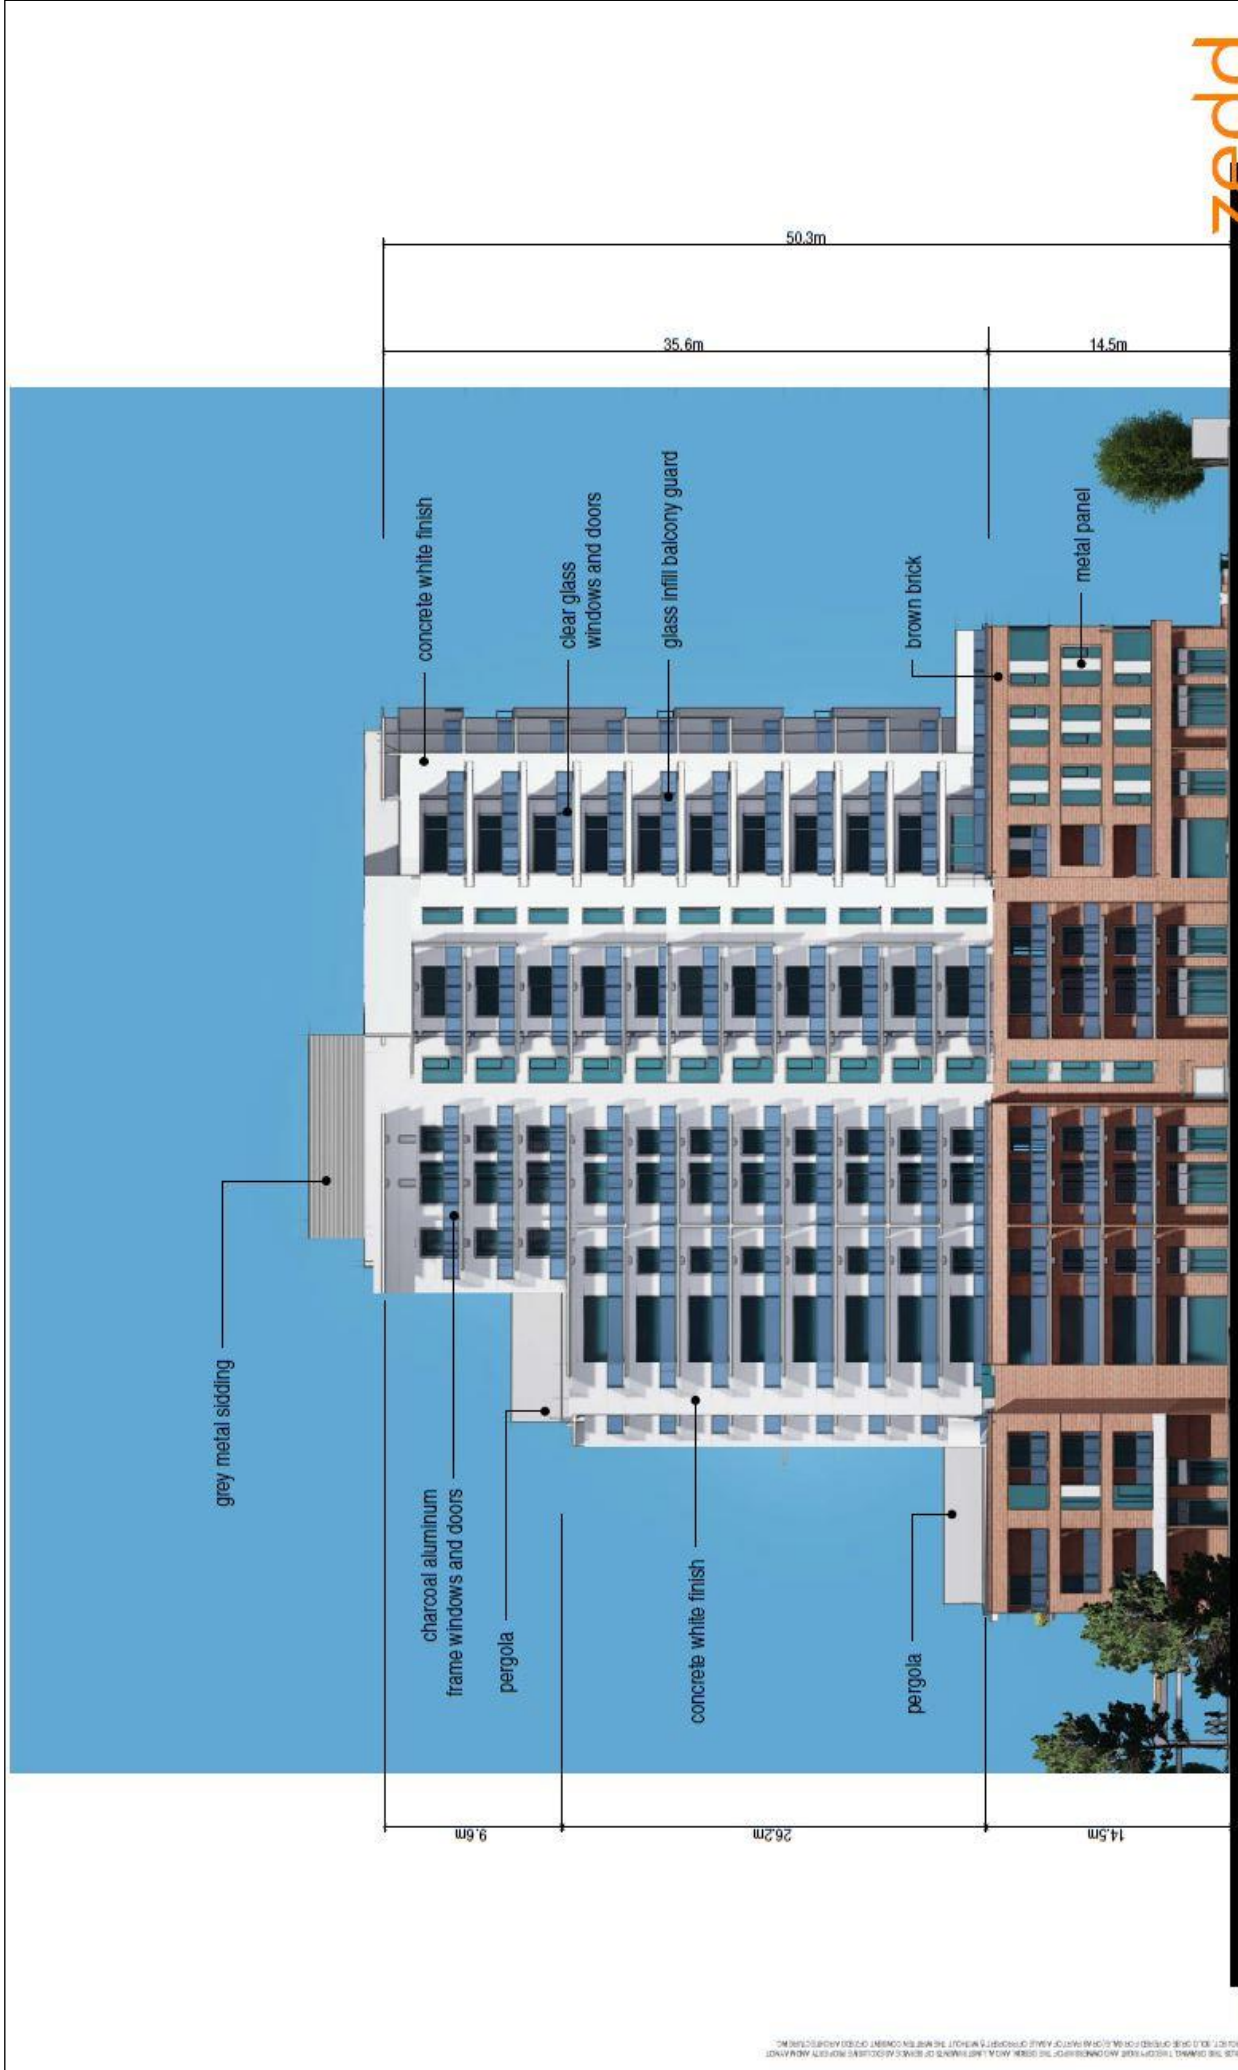 zedd
50.3m
35.6m
14.5m
concrete white finish
clear glass
windows and doors
glass infill balcony guard
brown brick
metal panel
grey metal sidding
charcoal aluminum
frame windows and doors
pergola
concrete white finish
pergola
9.6m
26.2m
14.5m